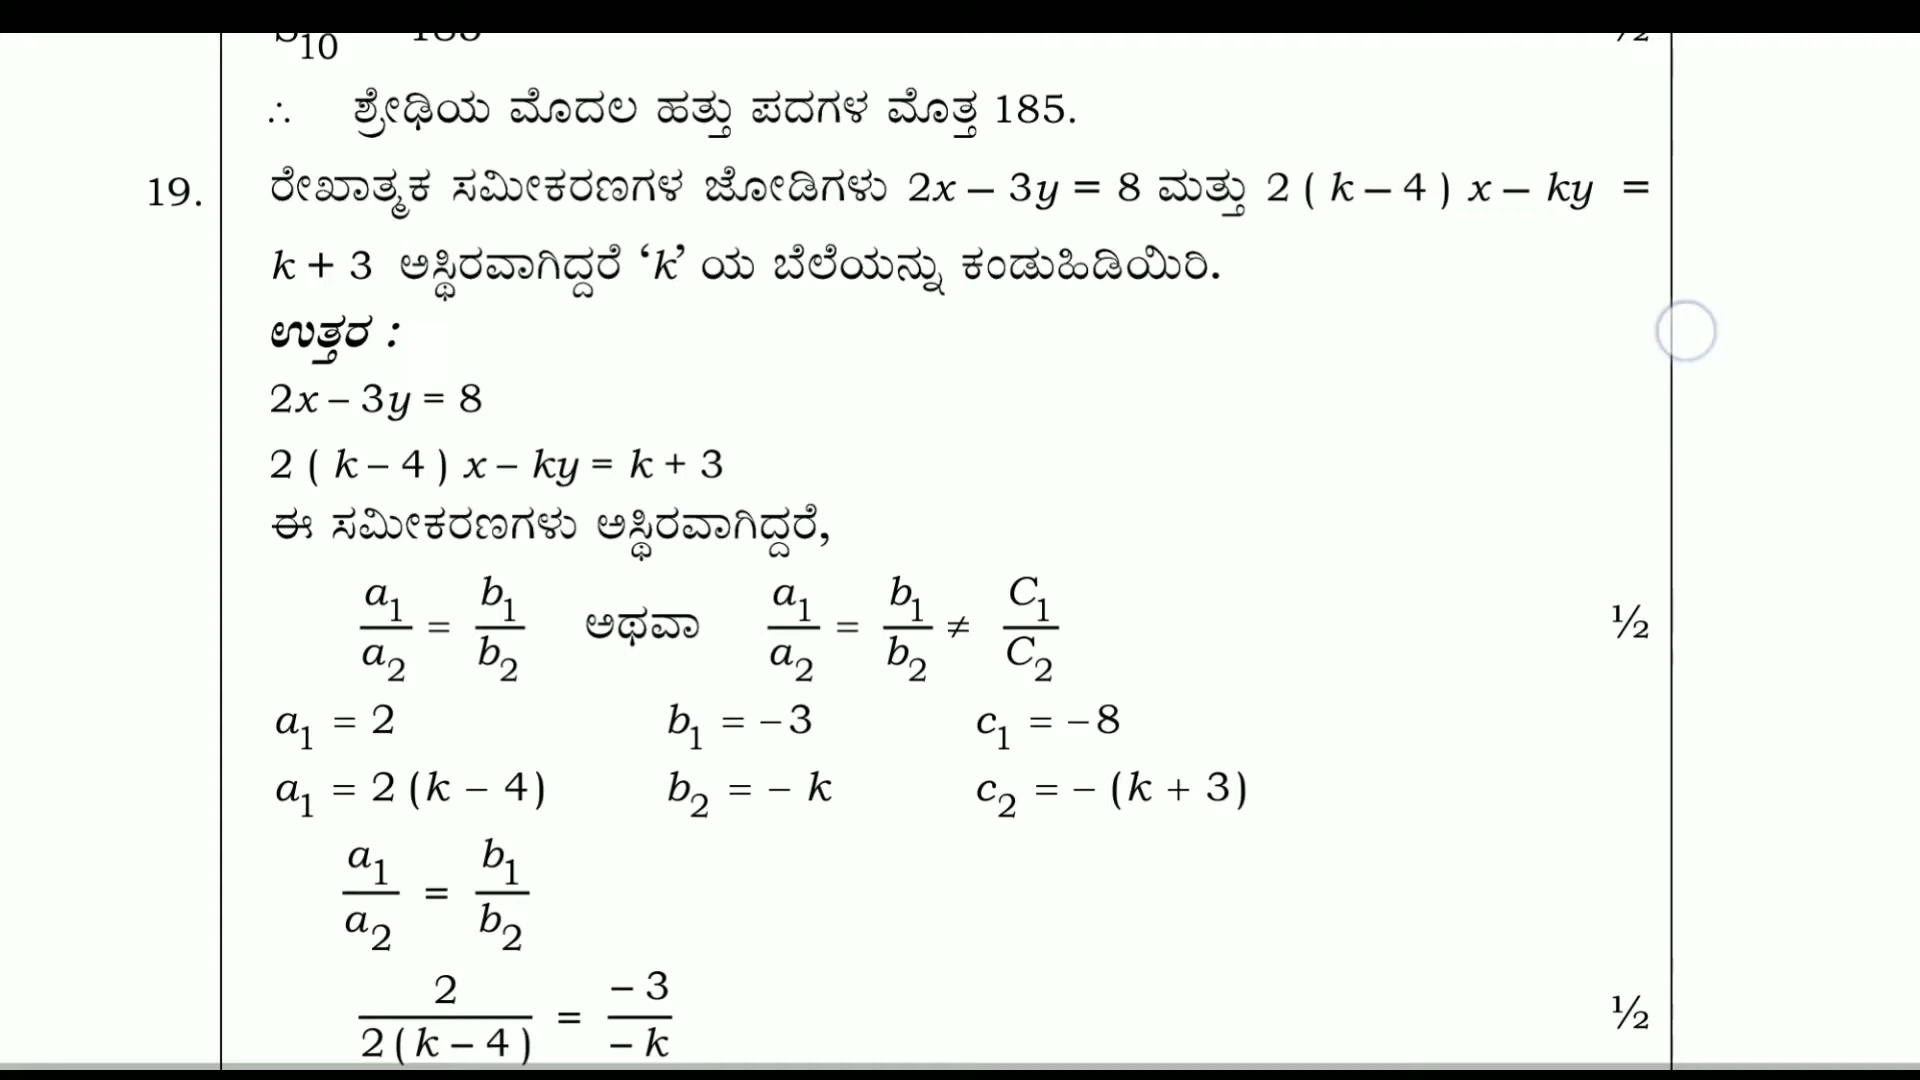 10
∴ ಶ್ರೇಢಿಯ ಮೊದಲ ಹತ್ತು ಪದಗಳ ಮೊತ್ತ 185.
19. ರೇಖಾತ್ಮಕ ಸಮೀಕರಣಗಳ ಜೋಡಿಗಳು 2x – 3y = 8 ಮತ್ತು 2 ( k – 4 ) x – ky =
k + 3 ಅಸ್ಥಿರವಾಗಿದ್ದರೆ ‘k’ ಯ ಬೆಲೆಯನ್ನು ಕಂಡುಹಿಡಿಯಿರಿ.
ಉತ್ತರ :
2x – 3y = 8
2 ( k – 4 ) x – ky = k + 3
ಈ ಸಮೀಕರಣಗಳು ಅಸ್ಥಿರವಾಗಿದ್ದರೆ,
a₁/a₂ = b₁/b₂ ಅಥವಾ a₁/a₂ = b₁/b₂ ≠ C₁/C₂ ½
a₁ = 2 b₁ = –3 c₁ = –8
a₁ = 2 (k – 4) b₂ = – k c₂ = – (k + 3)
a₁/a₂ = b₁/b₂
2/2(k – 4) = –3/–k ½